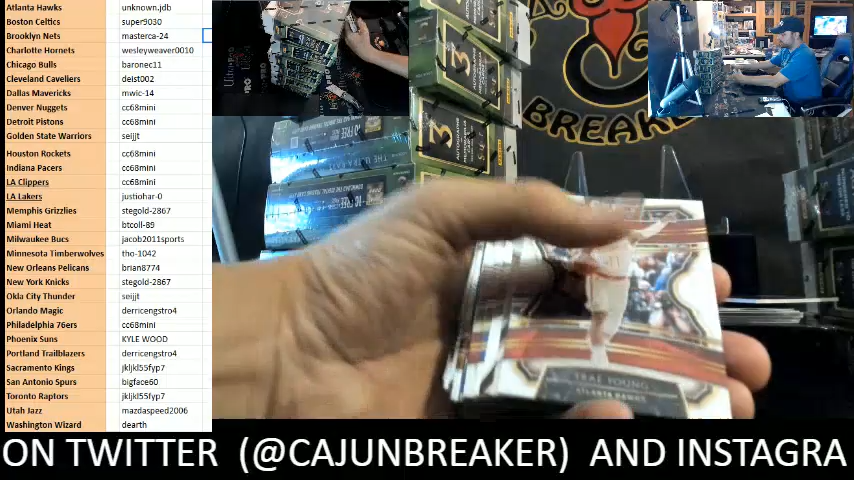 Atlanta Hawks unknown.jdb
Boston Celtics super9030
Brooklyn Nets masterca-24
Charlotte Hornets wesleyweaver0010
Chicago Bulls baronec11
Cleveland Cavaliers deist002
Dallas Mavericks mwic-14
Denver Nuggets cc68mini
Detroit Pistons cc68mini
Golden State Warriors seijjt
Houston Rockets cc68mini
Indiana Pacers cc68mini
LA Clippers cc68mini
LA Lakers justiohar-0
Memphis Grizzlies stegold-2867
Miami Heat btcoll-89
Milwaukee Bucs jacob2011sports
Minnesota Timberwolves tho-1042
New Orleans Pelicans brian8774
New York Knicks stegold-2867
Okla City Thunder seijjt
Orlando Magic derricengstro4
Philadelphia 76ers cc68mini
Phoenix Suns KYLE WOOD
Portland Trailblazers derricengstro4
Sacramento Kings jkljkl55fyp7
San Antonio Spurs bigface60
Toronto Raptors jkljkl55fyp7
Utah Jazz mazdaspeed2006
Washington Wizard dearth
BREAKE
3
TRAE YOUNG
ATLANTA HAWKS
ON TWITTER (@CAJUNBREAKER) AND INSTAGRA